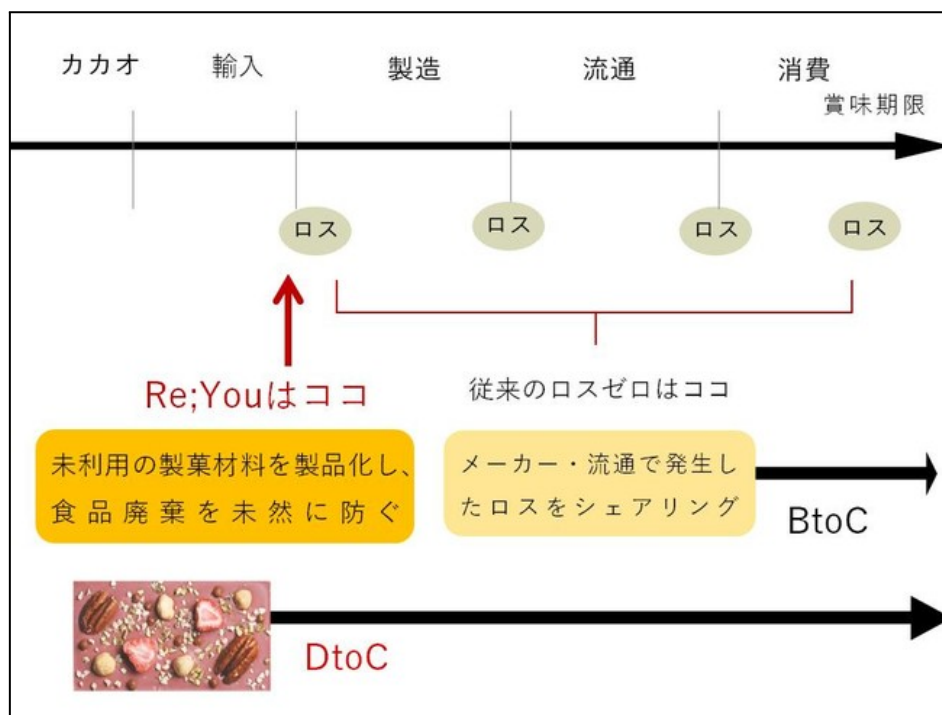 カカオ 輸入 製造 流通 消費
賞味期限
ロス ロス ロス ロス
Re;Youはココ
従来のロスゼロはココ
未利用の製菓材料を製品化し、
食品廃棄を未然に防ぐ
メーカー・流通で発生し
たロスをシェアリング
BtoC
DtoC